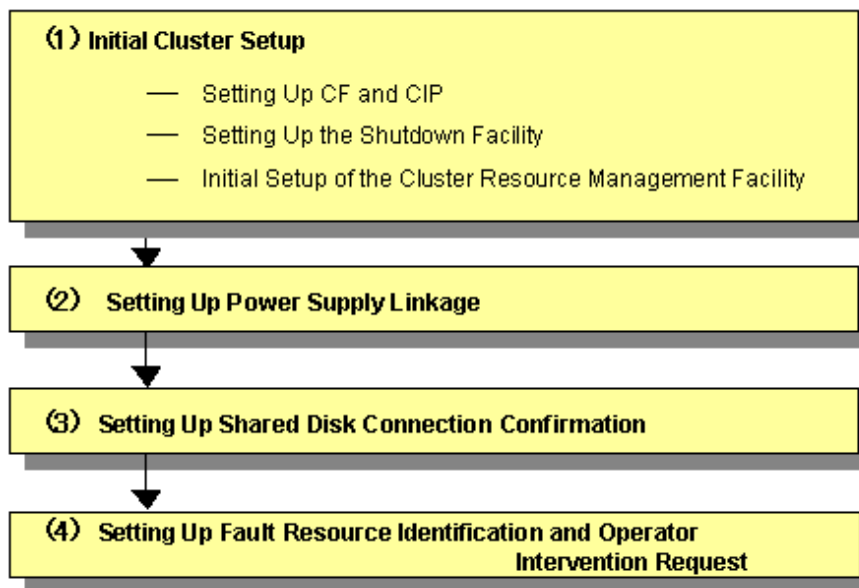 (1) Initial Cluster Setup
— Setting Up CF and CIP
— Setting Up the Shutdown Facility
— Initial Setup of the Cluster Resource Management Facility
(2) Setting Up Power Supply Linkage
(3) Setting Up Shared Disk Connection Confirmation
(4) Setting Up Fault Resource Identification and Operator
Intervention Request